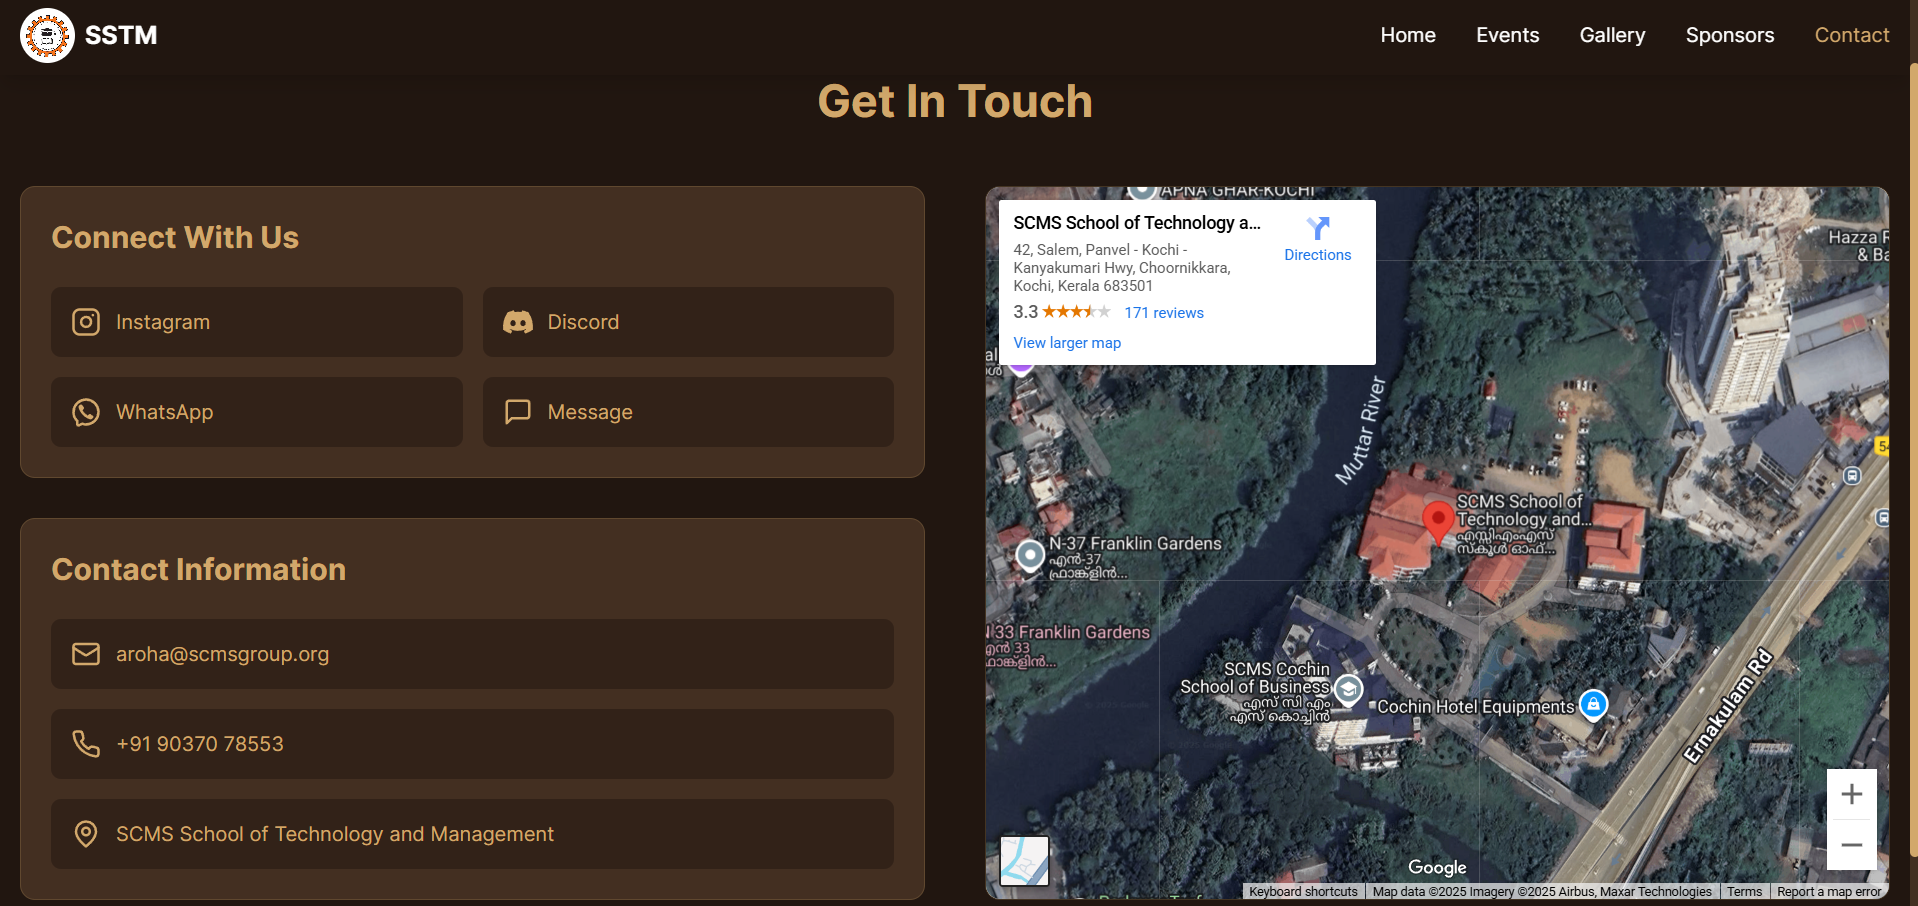 SSTM
Home
Events
Gallery
Sponsors
Contact
Get In Touch
Connect With Us
Instagram
Discord
WhatsApp
Message
Contact Information
aroha@scmsgroup.org
+91 90370 78553
SCMS School of Technology and Management
APNA GHAR-KOCHI
SCMS School of Technology a...
42, Salem, Panvel - Kochi -
Kanyakumari Hwy, Choornikkara,
Kochi, Kerala 683501
3.3
171 reviews
View larger map
Directions
Hazza
& Ba
Muttar River
54
SCMS School of
Technology and...
എസ്സിഎംഎസ്
സ്കൂൾ ഓഫ്...
N-37 Franklin Gardens
എൻ-37
ഫ്രാങ്ക്ളിൻ...
N 33 Franklin Gardens
എൻ 33
ഫ്രാങ്ക്ളിൻ...
SCMS Cochin
School of Business
എസ് സി എം
എസ് കൊച്ചിൻ
Cochin Hotel Equipments
Ernakulam Rd
Google
Keyboard shortcuts
Map data ©2025 Imagery ©2025 Airbus, Maxar Technologies
Terms
Report a map error